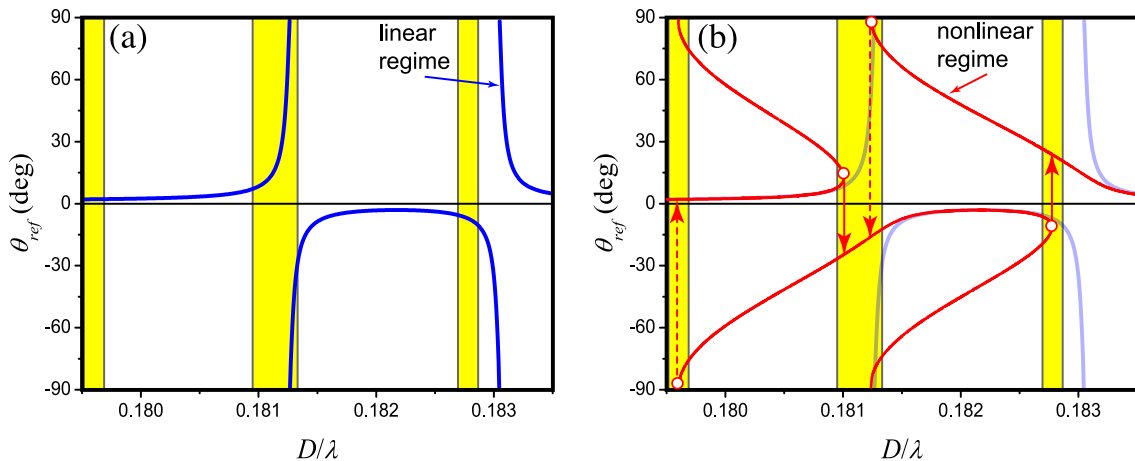 (a)
linear
regime
90
60
30
0
-30
-60
-90
θref (deg)
0.180
0.181
0.182
0.183
D/λ
(b)
nonlinear
regime
90
60
30
0
-30
-60
-90
θref (deg)
0.180
0.181
0.182
0.183
D/λ